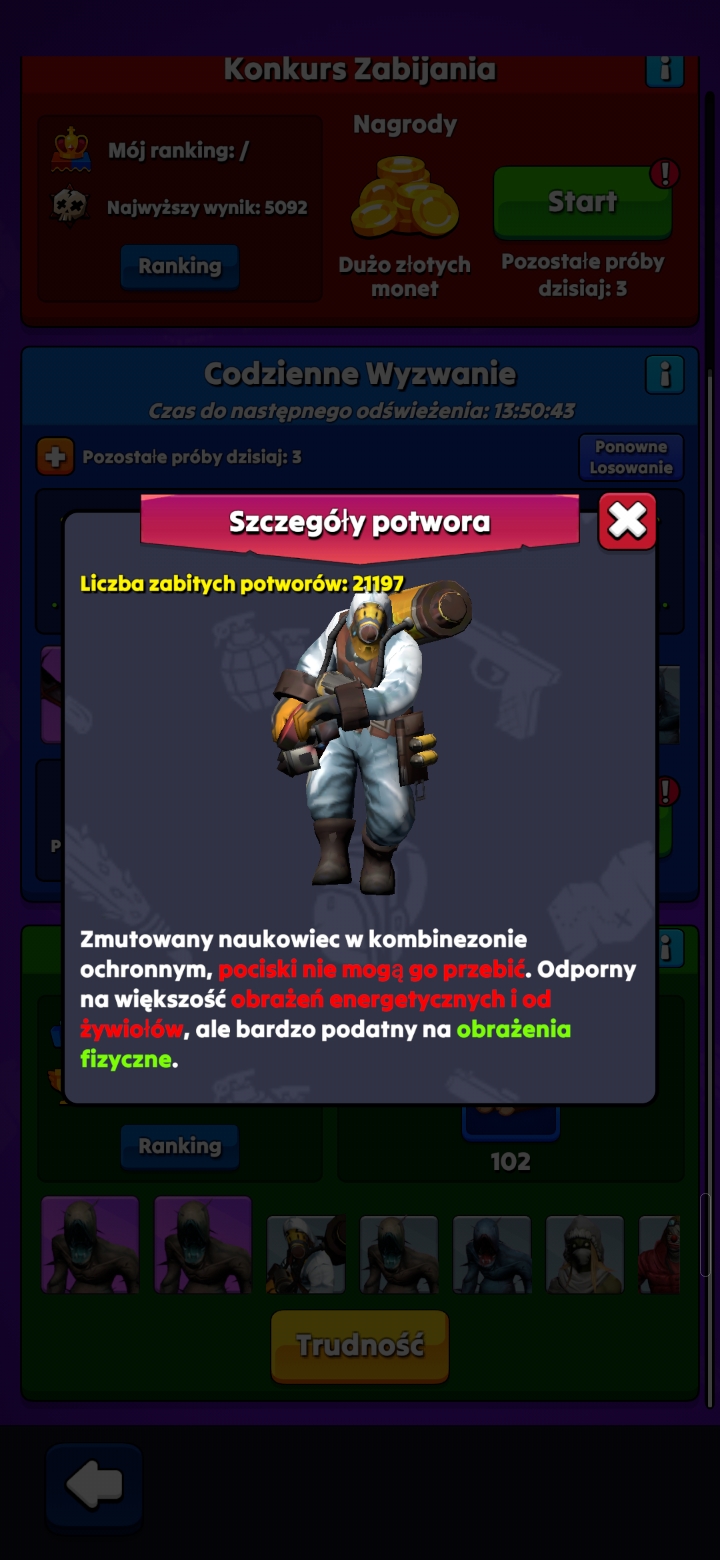 Konkurs Zabijania
Nagrody
Mój ranking: /
Najwyższy wynik: 5092
Start
Ranking
Dużo złotych
monet
Pozostałe próby
dzisiaj: 3
Codzienne Wyzwanie
Czas do następnego odświeżenia: 13:50:43
Pozostałe próby dzisiaj: 3
Ponowne
Losowanie
Szczegóły potwora
Liczba zabitych potworów: 21197
Zmutowany naukowiec w kombinezonie
ochronnym, pociski nie mogą go przebić. Odporny
na większość obrażeń energetycznych i od
żywiołów, ale bardzo podatny na obrażenia
fizyczne.
Ranking
102
Trudność